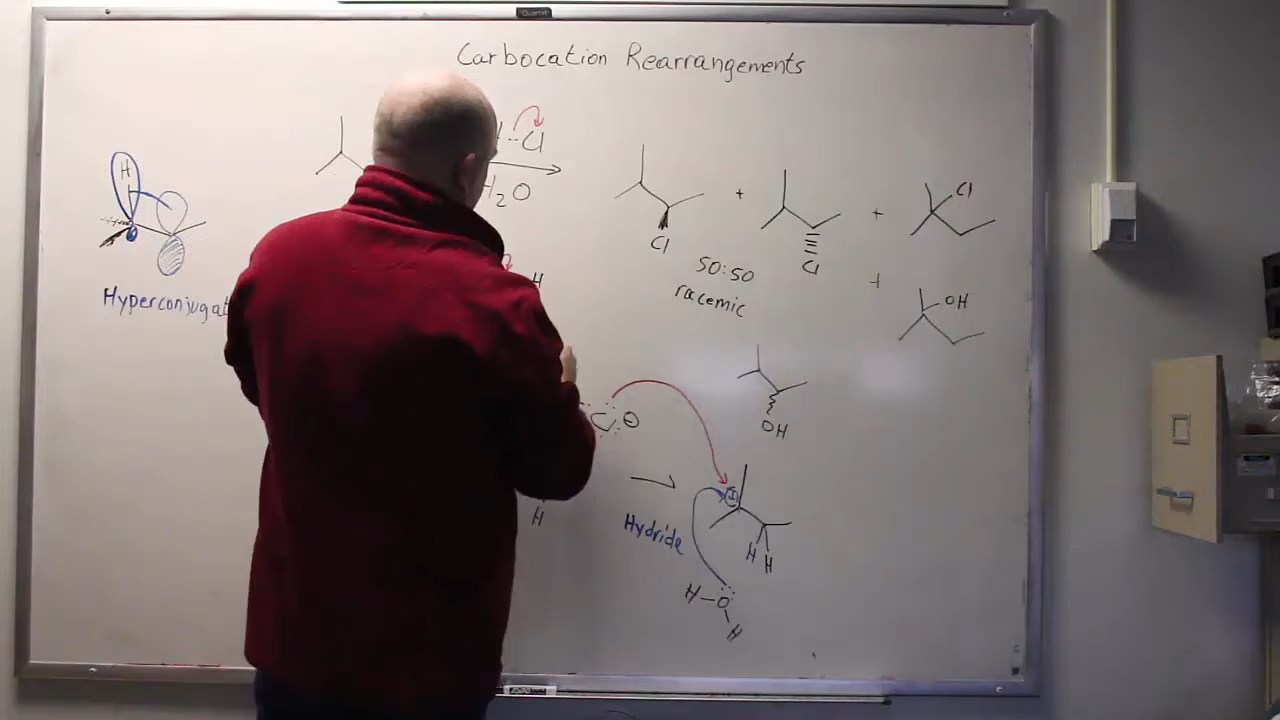 Carbocation Rearrangements
Cl
H
H₂O
Cl
Cl
Cl
50:50
racemic
OH
Hyperconjugat
H
OH
Hydride
H
H
H
H
O
H